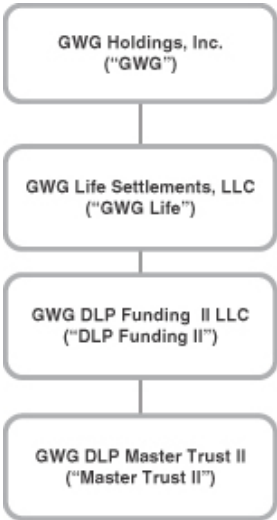 GWG Holdings, Inc.
(“GWG”)
GWG Life Settlements, LLC
(“GWG Life”)
GWG DLP Funding II LLC
(“DLP Funding II”)
GWG DLP Master Trust II
(“Master Trust II”)